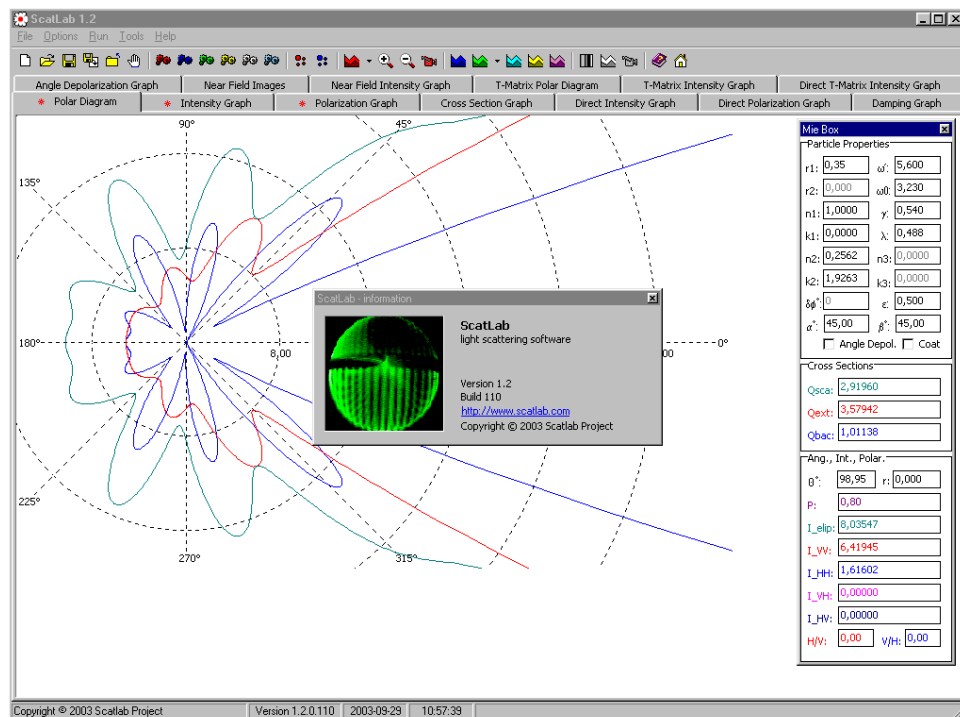 ScatLab 1.2
File Options Run Tools Help
Angle Depolarization Graph Near Field Images Near Field Intensity Graph T-Matrix Polar Diagram T-Matrix Intensity Graph Direct T-Matrix Intensity Graph
* Polar Diagram * Intensity Graph * Polarization Graph Cross Section Graph Direct Intensity Graph Direct Polarization Graph Damping Graph
90° 45°
135°
180° 8,00 00 0°
225°
270° 315°
ScatLab - information
ScatLab
light scattering software
Version 1.2
Build 110
http://www.scatlab.com
Copyright © 2003 Scatlab Project
Mie Box
Particle Properties
r1: 0,35 ω': 5,600
r2: 0,000 ω0: 3,230
n1: 1,0000 γ: 0,540
k1: 0,0000 λ: 0,488
n2: 0,2562 n3: 0,0000
k2: 1,9263 k3: 0,0000
δϕ°: 0 ε: 0,500
α°: 45,00 β°: 45,00
Angle Depol. Coat
Cross Sections
Qsca: 2,91960
Qext: 3,57942
Qbac: 1,01138
Ang., Int., Polar.
θ°: 98,95 r: 0,000
P: 0,80
I_elip: 8,03547
I_VV: 6,41945
I_HH: 1,61602
I_VH: 0,00000
I_HV: 0,00000
H/V: 0,00 V/H: 0,00
Copyright © 2003 Scatlab Project Version 1.2.0.110 2003-09-29 10:57:39